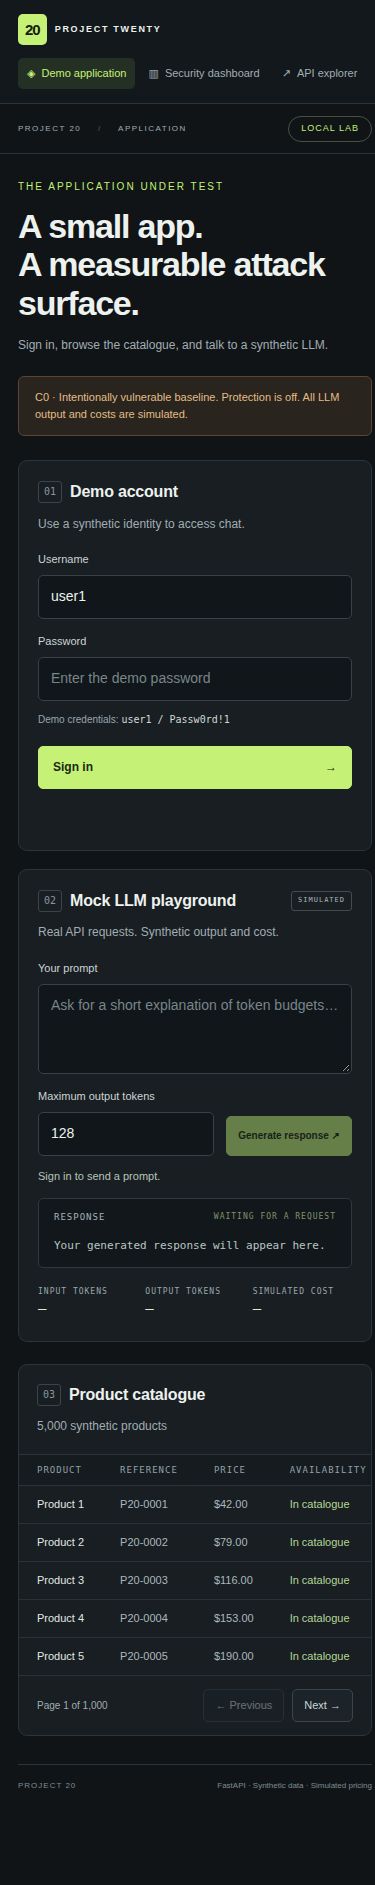 20 PROJECT TWENTY
◈ Demo application ▥ Security dashboard ↗ API explorer
PROJECT 20 / APPLICATION LOCAL LAB
THE APPLICATION UNDER TEST
A small app.
A measurable attack
surface.
Sign in, browse the catalogue, and talk to a synthetic LLM.
C0 · Intentionally vulnerable baseline. Protection is off. All LLM
output and costs are simulated.
01 Demo account
Use a synthetic identity to access chat.
Username
user1
Password
Enter the demo password
Demo credentials: user1 / Passw0rd!1
Sign in →
02 Mock LLM playground SIMULATED
Real API requests. Synthetic output and cost.
Your prompt
Ask for a short explanation of token budgets…
Maximum output tokens
128 Generate response ↗
Sign in to send a prompt.
RESPONSE WAITING FOR A REQUEST
Your generated response will appear here.
INPUT TOKENS OUTPUT TOKENS SIMULATED COST
— — —
03 Product catalogue
5,000 synthetic products
PRODUCT REFERENCE PRICE AVAILABILITY
Product 1 P20-0001 $42.00 In catalogue
Product 2 P20-0002 $79.00 In catalogue
Product 3 P20-0003 $116.00 In catalogue
Product 4 P20-0004 $153.00 In catalogue
Product 5 P20-0005 $190.00 In catalogue
Page 1 of 1,000 ← Previous Next →
PROJECT 20 FastAPI · Synthetic data · Simulated pricing